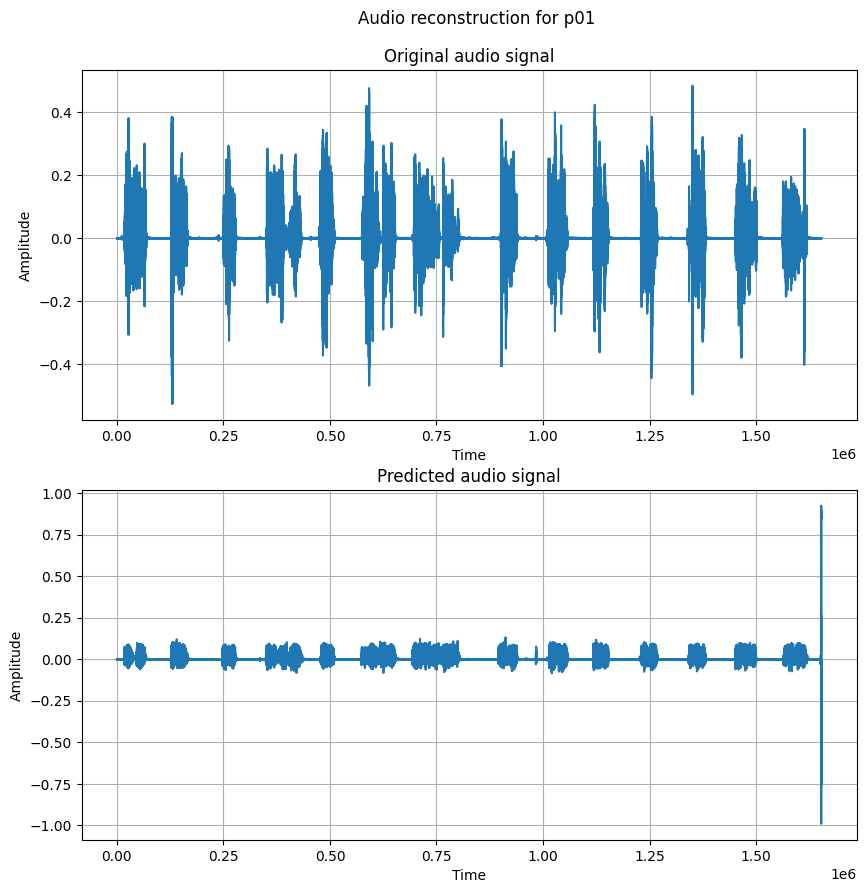 Audio reconstruction for p01
Original audio signal
Amplitude
0.4
0.2
0.0
−0.2
−0.4
0.00 0.25 0.50 0.75 1.00 1.25 1.50
1e6
Time
Predicted audio signal
Amplitude
1.00
0.75
0.50
0.25
0.00
−0.25
−0.50
−0.75
−1.00
0.00 0.25 0.50 0.75 1.00 1.25 1.50
1e6
Time